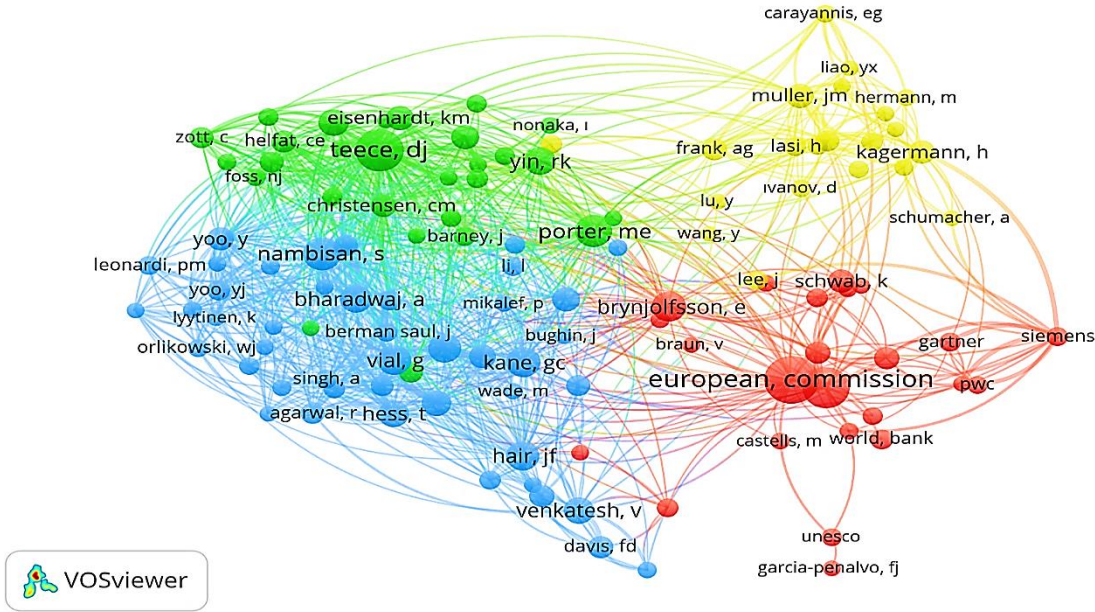 carayannis, eg
liao, yx
muller, jm
hermann, m
zott, c
helfat, ce
eisenhardt, km
teece, dj
nonaka, ı
yin, rk
frank, ag
lasi, h
kagermann, h
foss, nj
christensen, cm
ıvanov, d
lu, y
schumacher, a
barney, j
porter, me
wang, y
yoo, y
nambisan, s
leonardi, pm
li, l
lee, j
schwab, k
yoo, yj
bharadwaj, a
mikalef, p
brynjolfsson, e
lyytinen, k
berman saul, j
bughin, j
braun, v
gartner
siemens
orlikowski, wj
vial, g
kane, gc
singh, a
wade, m
european, commission
pwc
agarwal, r
hess, t
castells, m
world, bank
hair, jf
venkatesh, v
davis, fd
unesco
garcia-penalvo, fj
VOSviewer